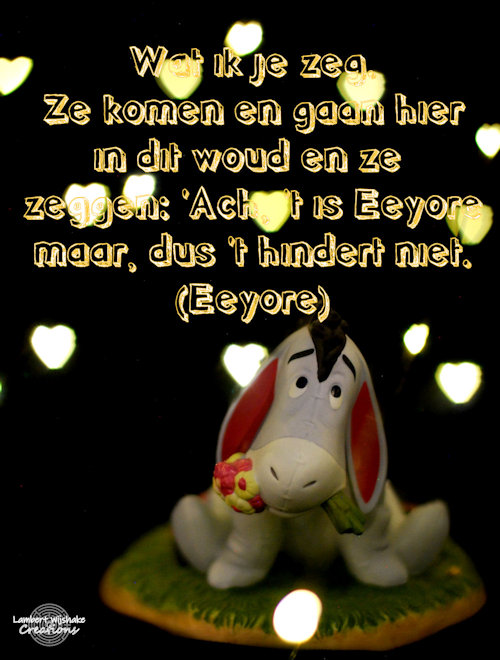 Wat ik je zeg.
Ze komen en gaan hier
in dit woud en ze
zeggen: 'Ach, 't is Eeyore
maar, dus 't hindert niet.
(Eeyore)
Lambert Wijshake
Creations